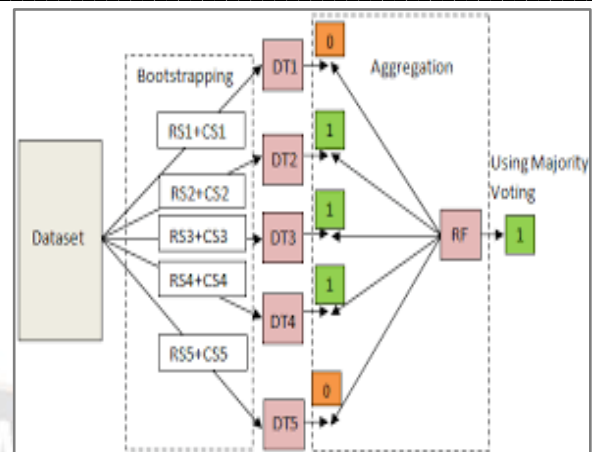 Dataset
Bootstrapping
RS1+CS1
RS2+CS2
RS3+CS3
RS4+CS4
RS5+CS5
DT1
DT2
DT3
DT4
DT5
0
1
1
1
0
Aggregation
RF
Using Majority
Voting
1